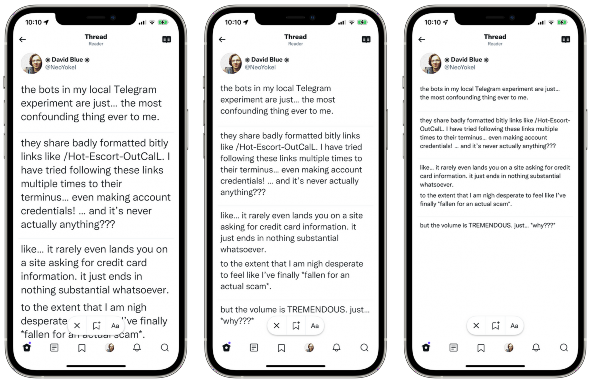 10:10
Thread
Reader
David Blue
@NeoYokel
the bots in my local Telegram
experiment are just... the most
confounding thing ever to me.
they share badly formatted bitly
links like /Hot-Escort-OutCalL. I
have tried following these links
multiple times to their
terminus... even making account
credentials! ... and it's never
actually anything???
like... it rarely even lands you on
a site asking for credit card
information. it just ends in
nothing substantial whatsoever.
to the extent that I am nigh
desperate I've finally
"fallen for an actual scam".
Aa
10:10
Thread
Reader
David Blue
@NeoYokel
the bots in my local Telegram
experiment are just... the most
confounding thing ever to me.
they share badly formatted bitly links
like /Hot-Escort-OutCalL. I have tried
following these links multiple times to
their terminus... even making account
credentials! ... and it's never actually
anything???
like... it rarely even lands you on a site
asking for credit card information. it
just ends in nothing substantial
whatsoever.
to the extent that I am nigh desperate
to feel like I've finally "fallen for an
actual scam".
but the volume is TREMENDOUS. just...
"why???"
Aa
10:10
Thread
Reader
David Blue
@NeoYokel
the bots in my local Telegram experiment are just...
the most confounding thing ever to me.
they share badly formatted bitly links like /Hot-Escort-
OutCalL. I have tried following these links multiple
times to their terminus... even making account
credentials! ... and it's never actually anything???
like... it rarely even lands you on a site asking for credit
card information. it just ends in nothing substantial
whatsoever.
to the extent that I am nigh desperate to feel like I've
finally "fallen for an actual scam".
but the volume is TREMENDOUS. just... "why???"
Aa